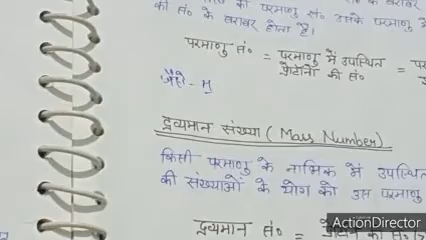 की सं० के बराबर होता है।
परमाणु सं० = परमाणु में उपस्थित =
प्रोटोनों की सं०
जैसे - H
द्रव्यमान संख्या ( Mass Number )
किसी परमाणु के नाभिक में उपस्थित
की संख्याओं के योग को उस परमाणु
द्रव्यमान सं० =
ActionDirector